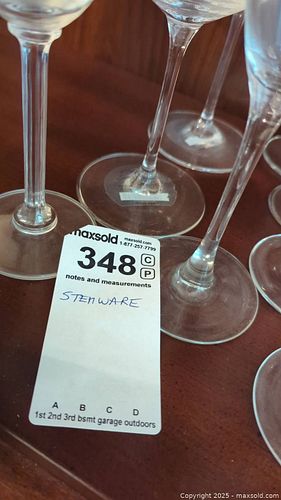 maxsold maxsold.com
1-877-257-7799
348 C
P
notes and measurements
STEMWARE
A B C D
1st 2nd 3rd bsmt garage outdoors
Copyright © 2025 - maxsold.com